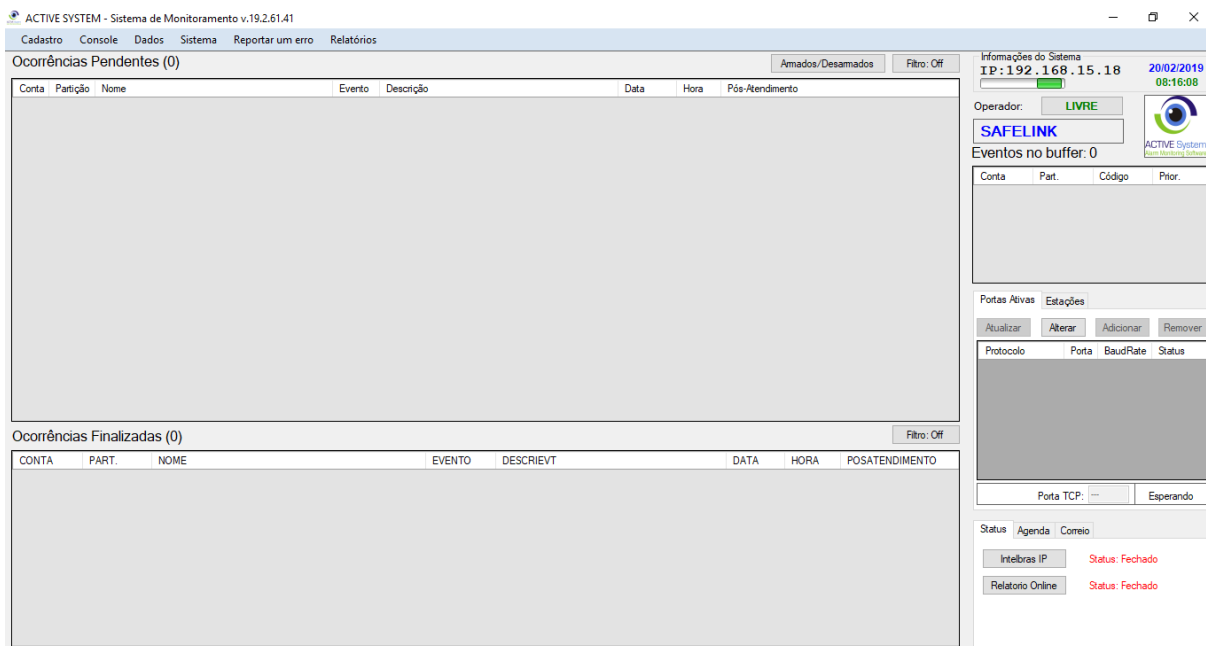 ACTIVE SYSTEM - Sistema de Monitoramento v.19.2.61.41
Cadastro Console Dados Sistema Reportar um erro Relatórios
Ocorrências Pendentes (0)
Armados/Desarmados Filtro: Off
Conta Partição Nome Evento Descrição Data Hora Pós-Atendimento
Ocorrências Finalizadas (0)
Filtro: Off
CONTA PART. NOME EVENTO DESCRIEVT DATA HORA POSATENDIMENTO
Informações do Sistema
IP:192.168.15.18
20/02/2019
08:16:08
Operador: LIVRE
SAFELINK
ACTIVE System
Alarm Monitoring Software
Eventos no buffer: 0
Conta Part. Código Prior.
Portas Ativas Estações
Atualizar Alterar Adicionar Remover
Protocolo Porta BaudRate Status
Porta TCP: --- Esperando
Status Agenda Correio
Intelbras IP Status: Fechado
Relatorio Online Status: Fechado